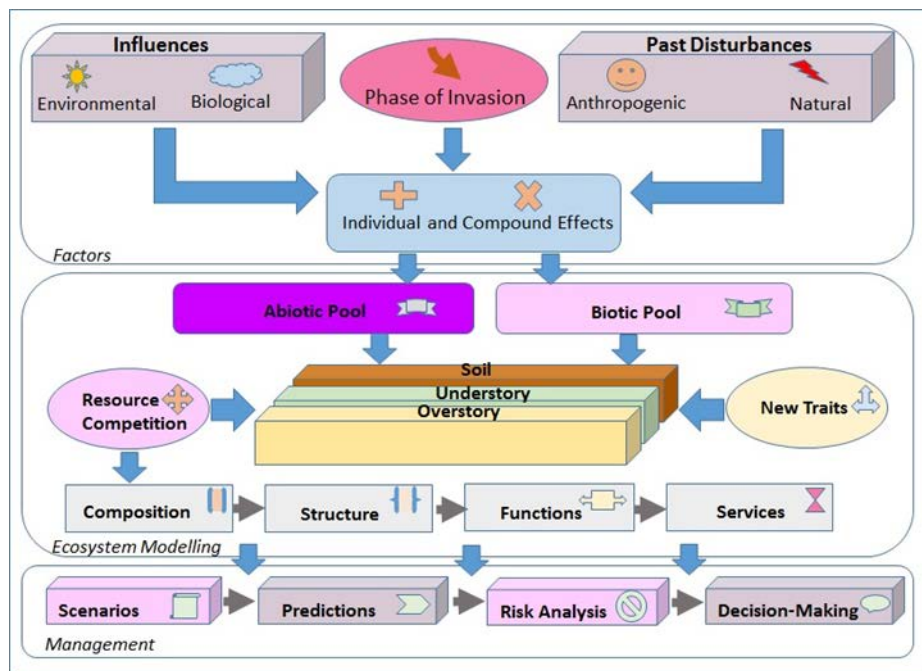 Influences
Environmental
Biological
Phase of Invasion
Past Disturbances
Anthropogenic
Natural
Individual and Compound Effects
Factors
Abiotic Pool
Biotic Pool
Soil
Understory
Overstory
Resource
Competition
New Traits
Composition
Structure
Functions
Services
Ecosystem Modelling
Scenarios
Predictions
Risk Analysis
Decision-Making
Management